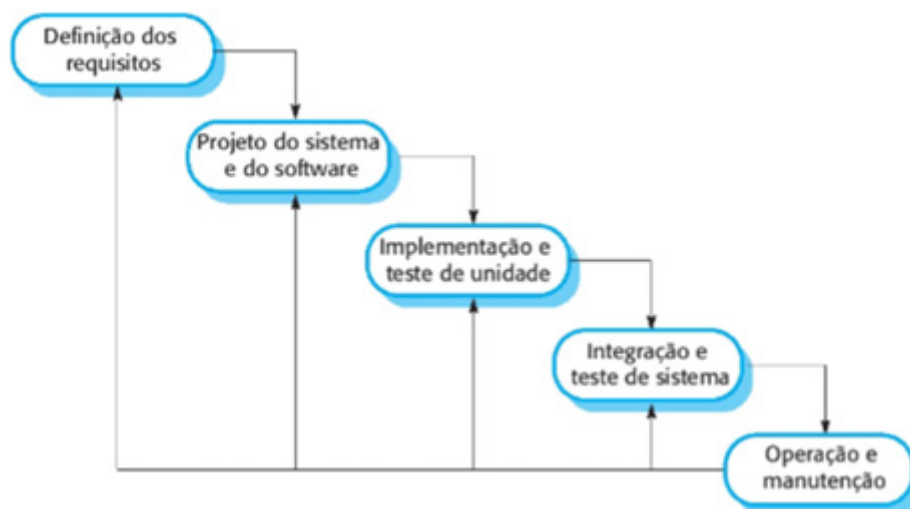 Definição dos
requisitos
Projeto do sistema
e do software
Implementação e
teste de unidade
Integração e
teste de sistema
Operação e
manutenção